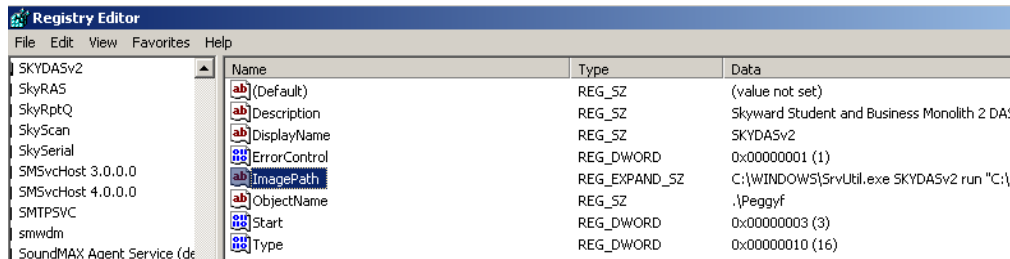 Registry Editor
File Edit View Favorites Help
SKYDASv2
SkyRAS
SkyRptQ
SkyScan
SkySerial
SMSvcHost 3.0.0.0
SMSvcHost 4.0.0.0
SMTPSVC
smwdm
SoundMAX Agent Service (de
Name Type Data
(Default) REG_SZ (value not set)
Description REG_SZ Skyward Student and Business Monolith 2 DAS
DisplayName REG_SZ SKYDASv2
ErrorControl REG_DWORD 0x00000001 (1)
ImagePath REG_EXPAND_SZ C:\WINDOWS\SrvUtil.exe SKYDASv2 run "C:\
ObjectName REG_SZ .\Peggyf
Start REG_DWORD 0x00000003 (3)
Type REG_DWORD 0x00000010 (16)